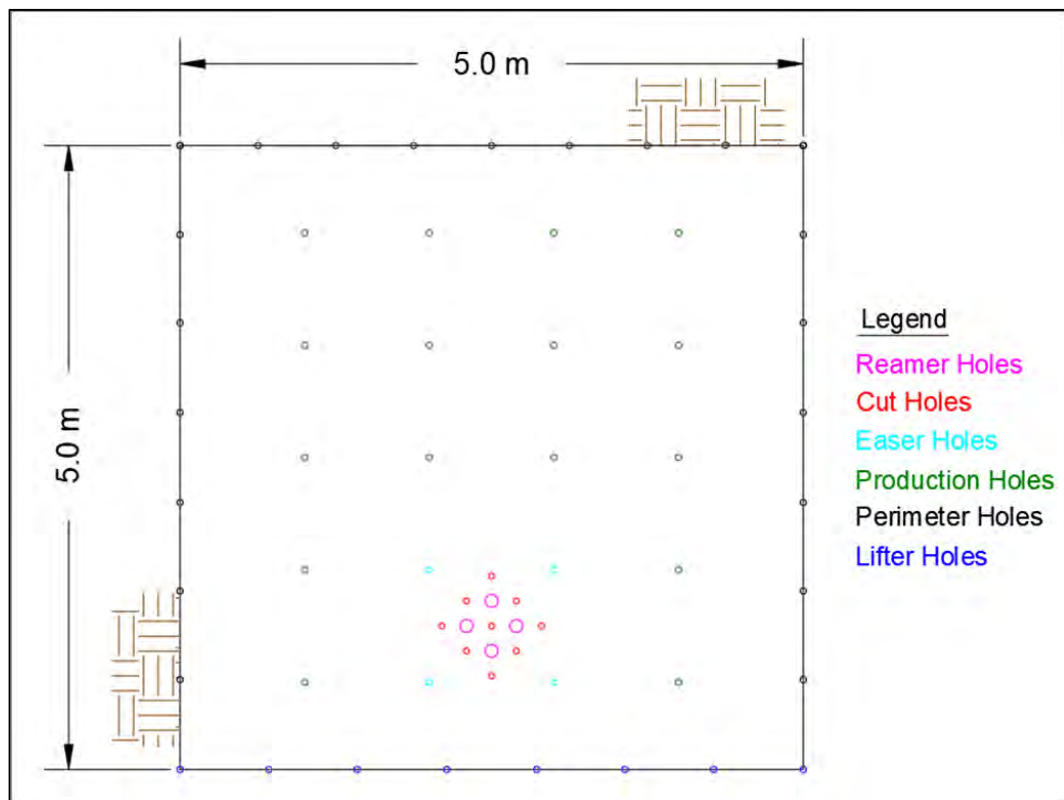 5.0 m
5.0 m
Legend
Reamer Holes
Cut Holes
Easer Holes
Production Holes
Perimeter Holes
Lifter Holes